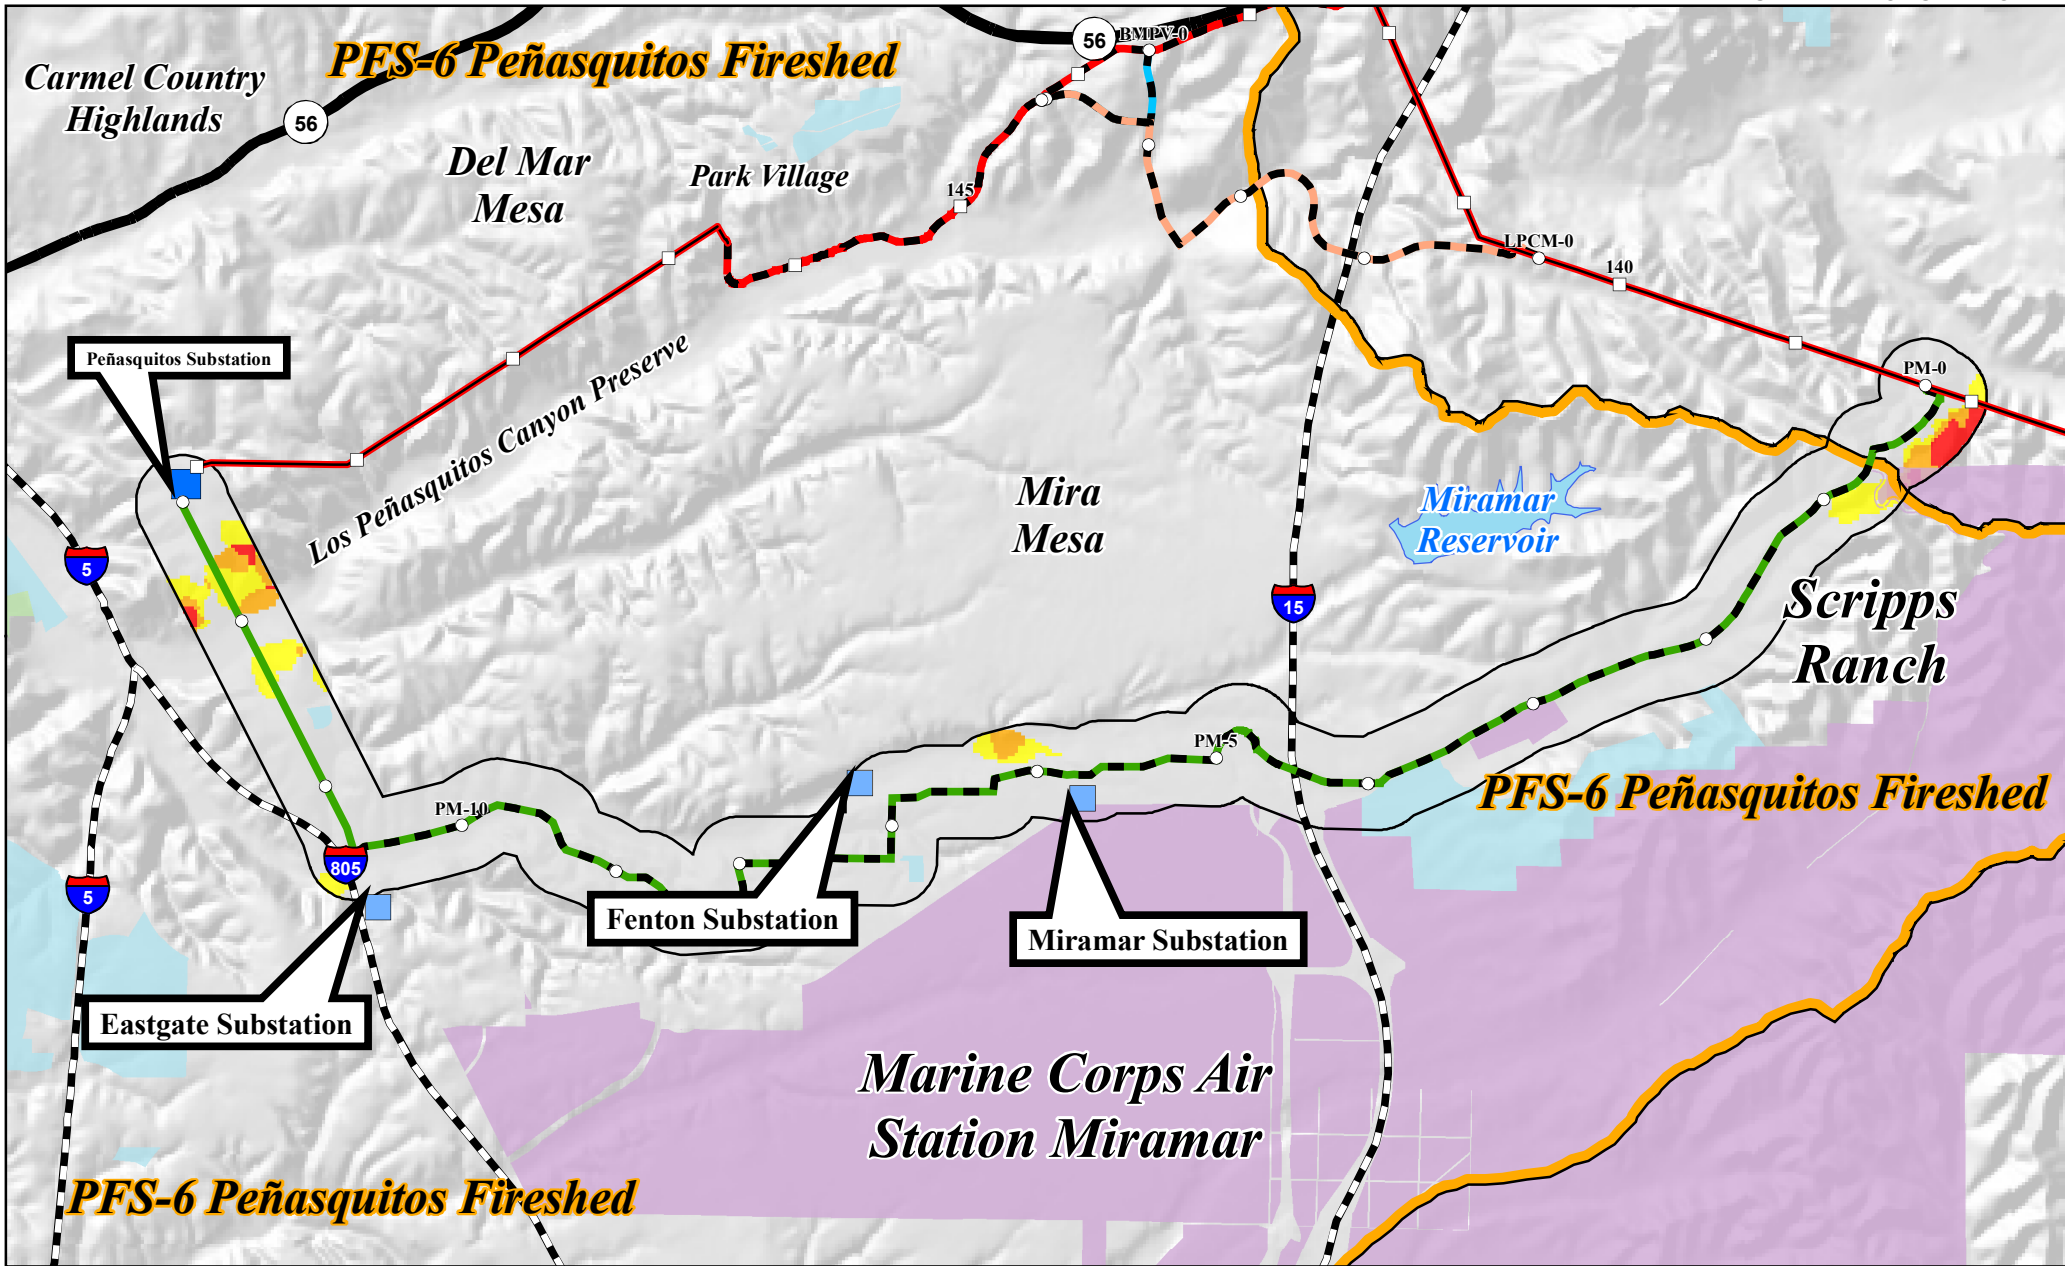 BMPV-0
56
PFS-6 Peñasquitos Fireshed
Carmel Country
Highlands
56
Del Mar
Mesa
Park Village
145
LPCM-0
140
Peñasquitos Substation
PM-0
Los Peñasquitos Canyon Preserve
Mira
Mesa
Miramar
Reservoir
5
15
Scripps
Ranch
PM-5
PFS-6 Peñasquitos Fireshed
PM-10
805
5
Fenton Substation
Miramar Substation
Eastgate Substation
Marine Corps Air
Station Miramar
PFS-6 Peñasquitos Fireshed